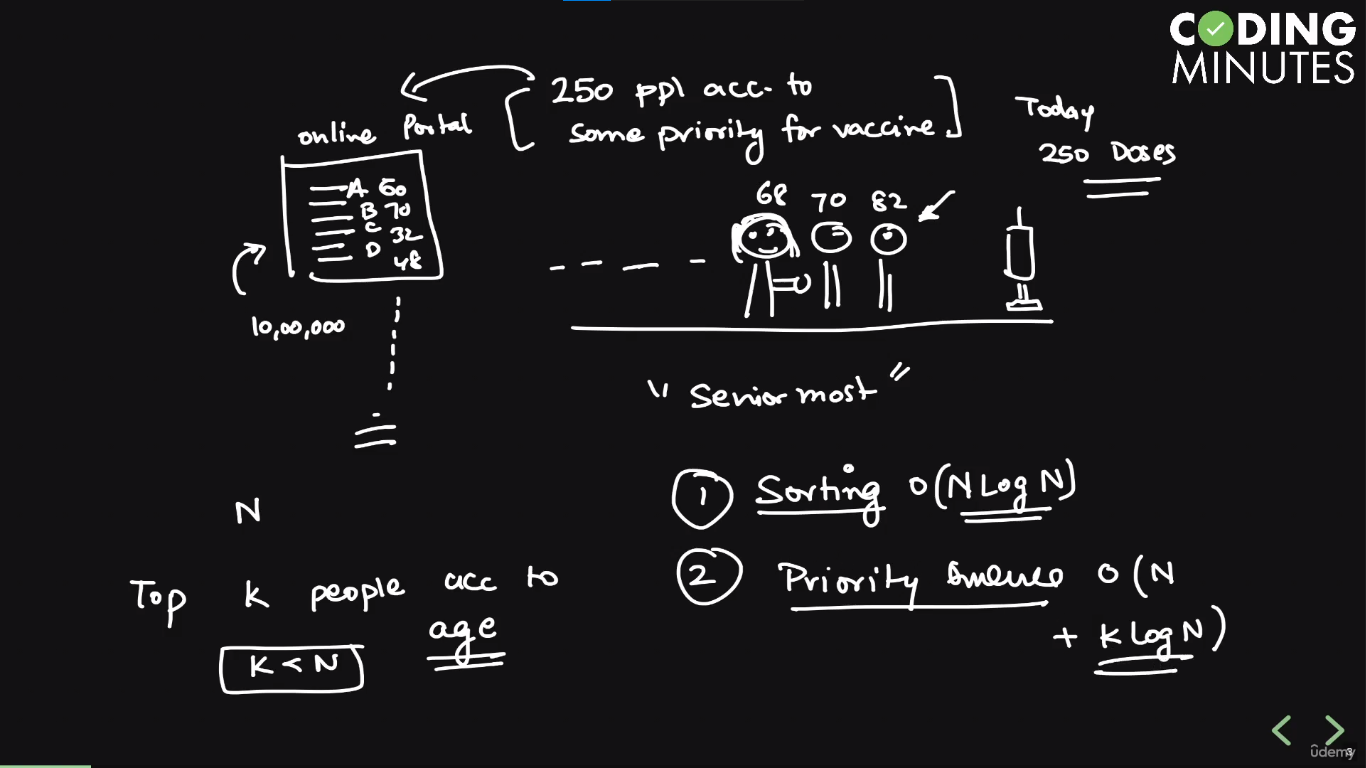 CODING
MINUTES
250 ppl acc. to
some priority for vaccine
Today
250 Doses
online Portal
A 60
B 70
C 32
D 48
10,00,000
68 70 82
" Senior most "
N
Top k people acc to
age
K < N
1 Sorting O(N Log N)
2 Priority O(N
+ K log N)
ûdemy